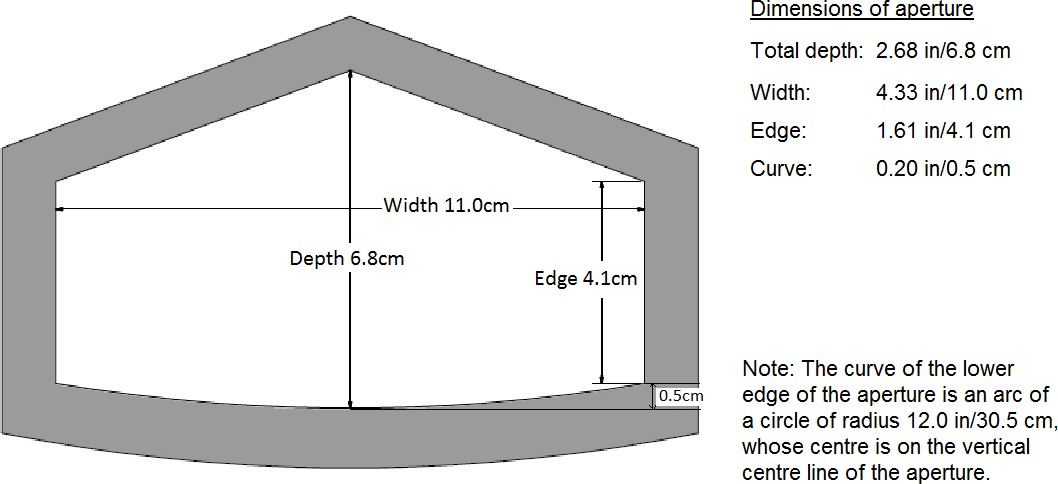 Dimensions of aperture
Total depth: 2.68 in/6.8 cm
Width: 4.33 in/11.0 cm
Edge: 1.61 in/4.1 cm
Curve: 0.20 in/0.5 cm
Width 11.0cm
Depth 6.8cm
Edge 4.1cm
0.5cm
Note: The curve of the lower
edge of the aperture is an arc of
a circle of radius 12.0 in/30.5 cm,
whose centre is on the vertical
centre line of the aperture.